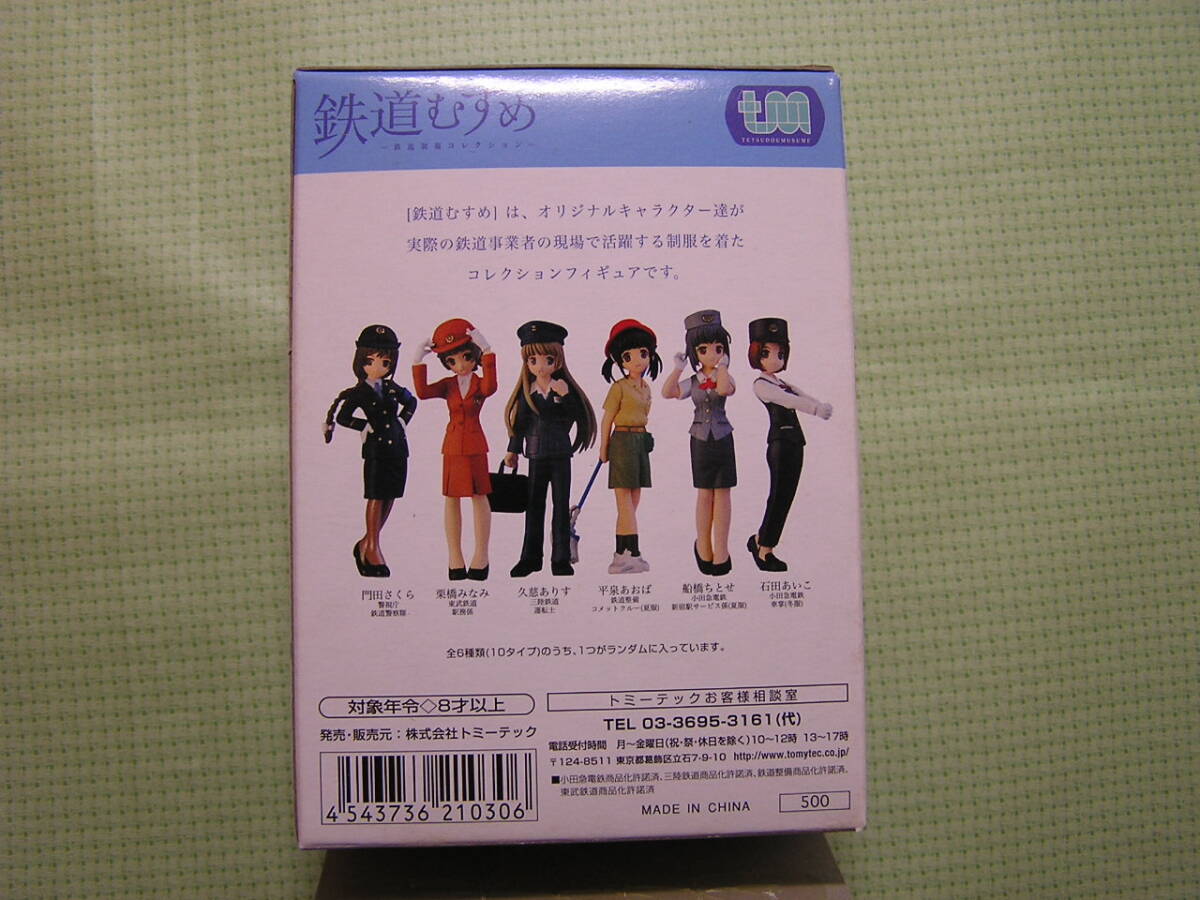 鉄道むすめ
～鉄道制服コレクション～
tm
TETSUDOUMUSUME
[鉄道むすめ] は、オリジナルキャラクター達が
実際の鉄道事業者の現場で活躍する制服を着た
コレクションフィギュアです。
門田さくら
警視庁
鉄道警察隊
栗橋みなみ
東武鉄道
駅務係
久慈ありす
三陸鉄道
運転士
平泉あおば
鉄道整備
コメットクルー(夏服)
船橋ちとせ
小田急電鉄
新宿駅サービス係(夏服)
石田あいこ
小田急電鉄
車掌(冬服)
全6種類(10タイプ)のうち、1つがランダムに入っています。
対象年令◇8才以上
発売・販売元：株式会社トミーテック
4 543736 210306
トミーテックお客様相談室
TEL 03-3695-3161(代)
電話受付時間 月〜金曜日(祝・祭・休日を除く)10〜12時 13〜17時
〒124-8511 東京都葛飾区立石7-9-10 http://www.tomytec.co.jp/
■小田急電鉄商品化許諾済、三陸鉄道商品化許諾済、鉄道整備商品化許諾済、
東武鉄道商品化許諾済
MADE IN CHINA
500